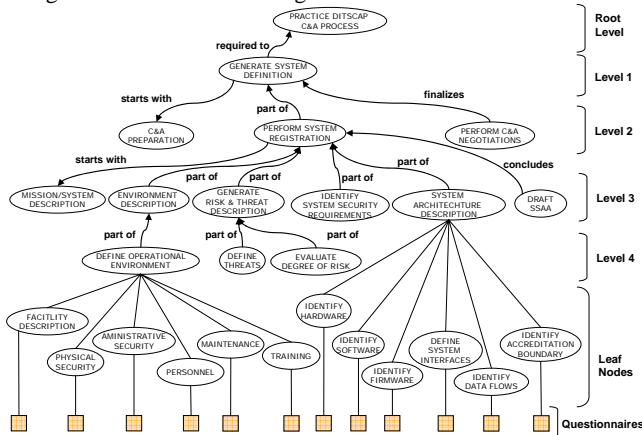 PRACTICE DITSCAP
C&A PROCESS
Root
Level
required to
GENERATE SYSTEM
DEFINITION
Level 1
starts with
part of
finalizes
C&A
PREPARATION
PERFORM SYSTEM
REGISTRATION
PERFORM C&A
NEGOTIATIONS
Level 2
starts with
part of
part of
part of
part of
concludes
MISSION/SYSTEM
DESCRIPTION
ENVIRONMENT
DESCRIPTION
GENERATE
RISK & THREAT
DESCRIPTION
IDENTIFY
SYSTEM SECURITY
REQUIREMENTS
SYSTEM
ARCHITECHTURE
DESCRIPTION
DRAFT
SSAA
Level 3
part of
part of
part of
DEFINE OPERATIONAL
ENVIRONMENT
DEFINE
THREATS
EVALUATE
DEGREE OF RISK
Level 4
FACITLITY
DESCRIPTION
PHYSICAL
SECURITY
AMINISTRATIVE
SECURITY
PERSONNEL
MAINTENANCE
TRAINING
IDENTIFY
HARDWARE
IDENTIFY
SOFTWARE
IDENTIFY
FIRMWARE
DEFINE
SYSTEM
INTERFACES
IDENTIFY
DATA FLOWS
IDENTIFY
ACCREDITATION
BOUNDARY
Leaf
Nodes
Questionnaires